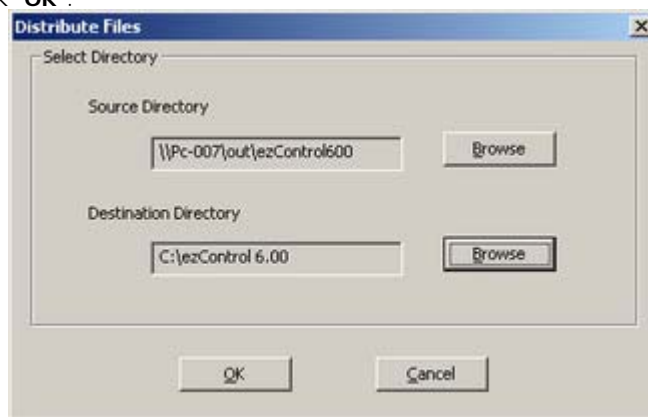 "OK".
Distribute Files
Select Directory
Source Directory
\\Pc-007\out\ezControl600
Browse
Destination Directory
C:\ezControl 6.00
Browse
OK
Cancel